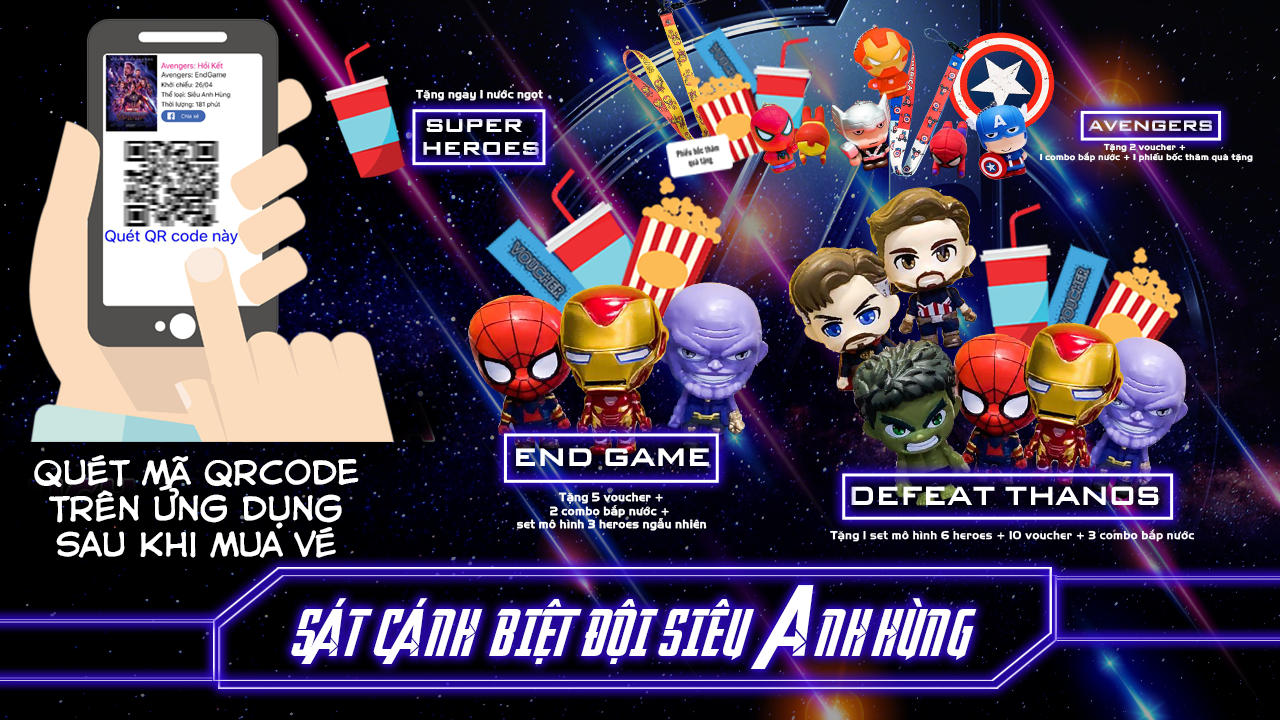 Avengers: Hồi Kết
Avengers: EndGame
Khởi chiếu: 26/04
Thể loại: Siêu Anh Hùng
Thời lượng: 181 phút
Chia sẻ
Quét QR code này
QUÉT MÃ QRCODE
TRÊN ỨNG DỤNG
SAU KHI MUA VÉ
Tặng ngay 1 nước ngọt
SUPER
HEROES
Phiếu bốc thăm
quà tặng
AVENGERS
Tặng 2 voucher +
1 combo bắp nước + 1 phiếu bốc thăm quà tặng
VOUCHER
END GAME
Tặng 5 voucher +
2 combo bắp nước +
set mô hình 3 heroes ngẫu nhiên
VOUCHER
DEFEAT THANOS
Tặng 1 set mô hình 6 heroes + 10 voucher + 3 combo bắp nước
SÁT CÁNH BIỆT ĐỘI SIÊU ANH HÙNG